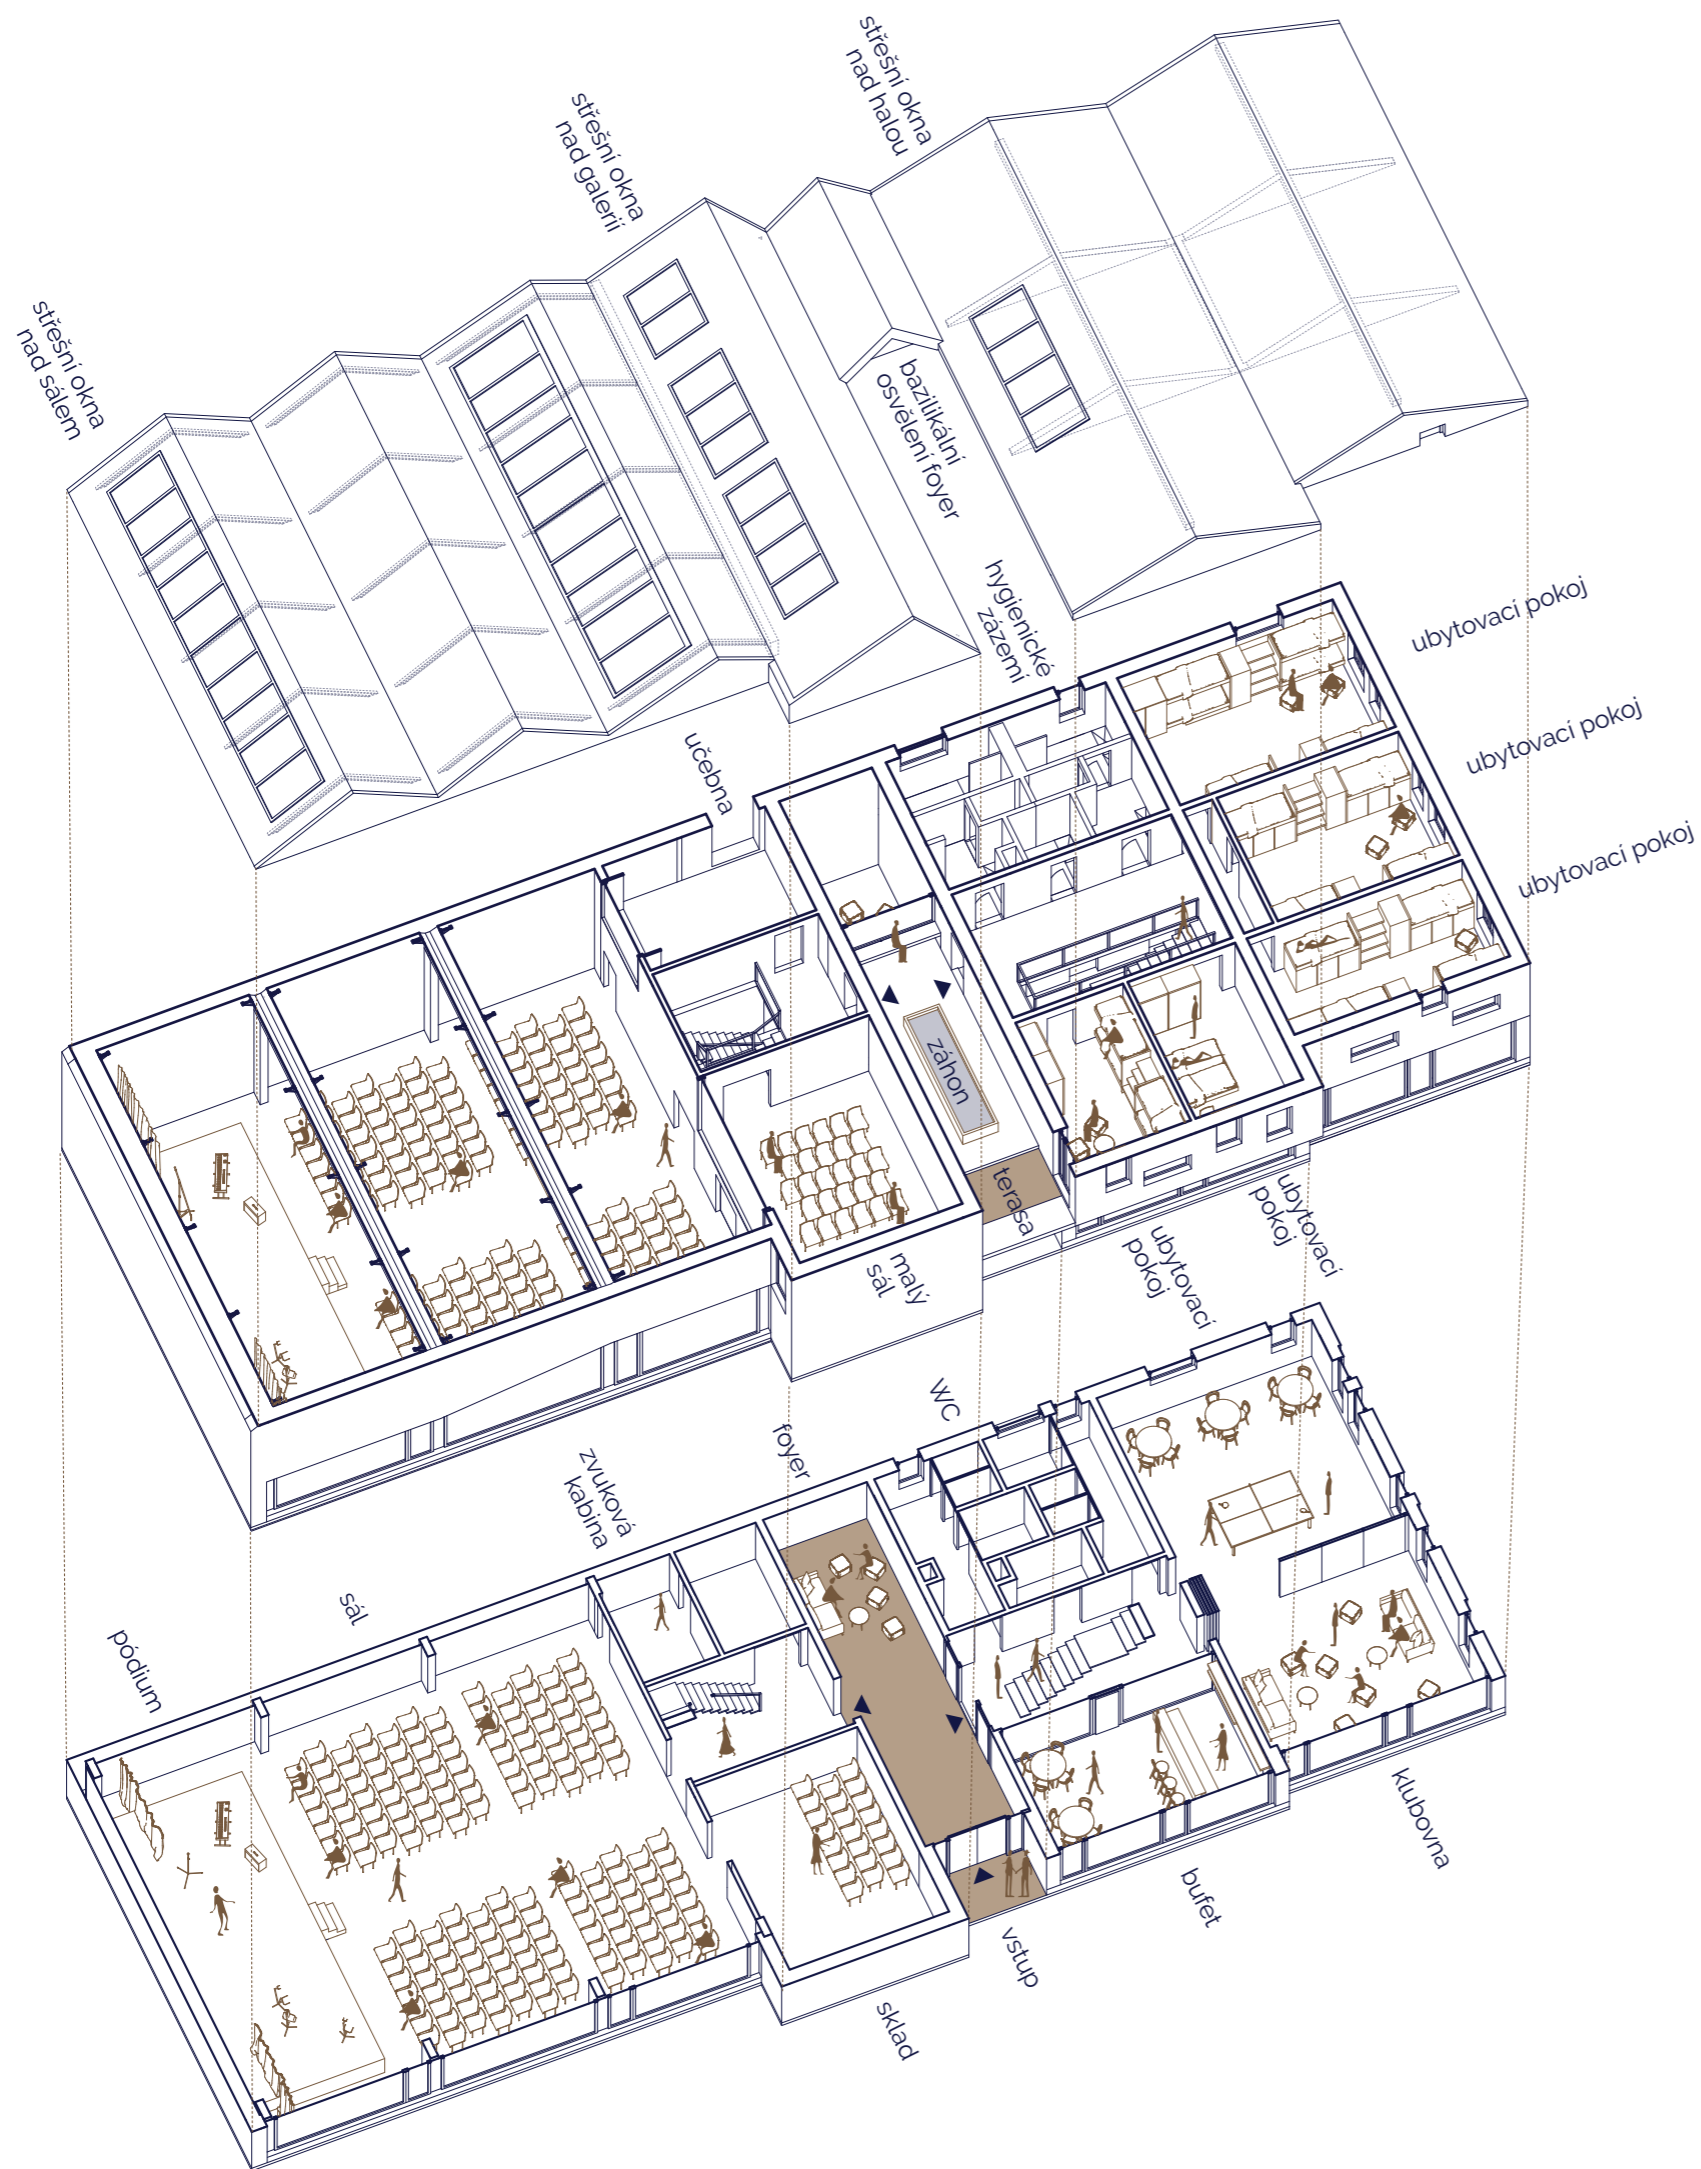 střešní okna
nad halou
střešní okna
nad galerií
střešní okna
nad sálem
bazilikální
osvělení foyer
hygienické
zázemí
ubytovací pokoj
ubytovací pokoj
ubytovací pokoj
učebna
záhon
terasa
malý
sál
ubytovací
pokoj
ubytovací
pokoj
WC
foyer
zvuková
kabina
sál
pódium
klubovna
bufet
vstup
sklad